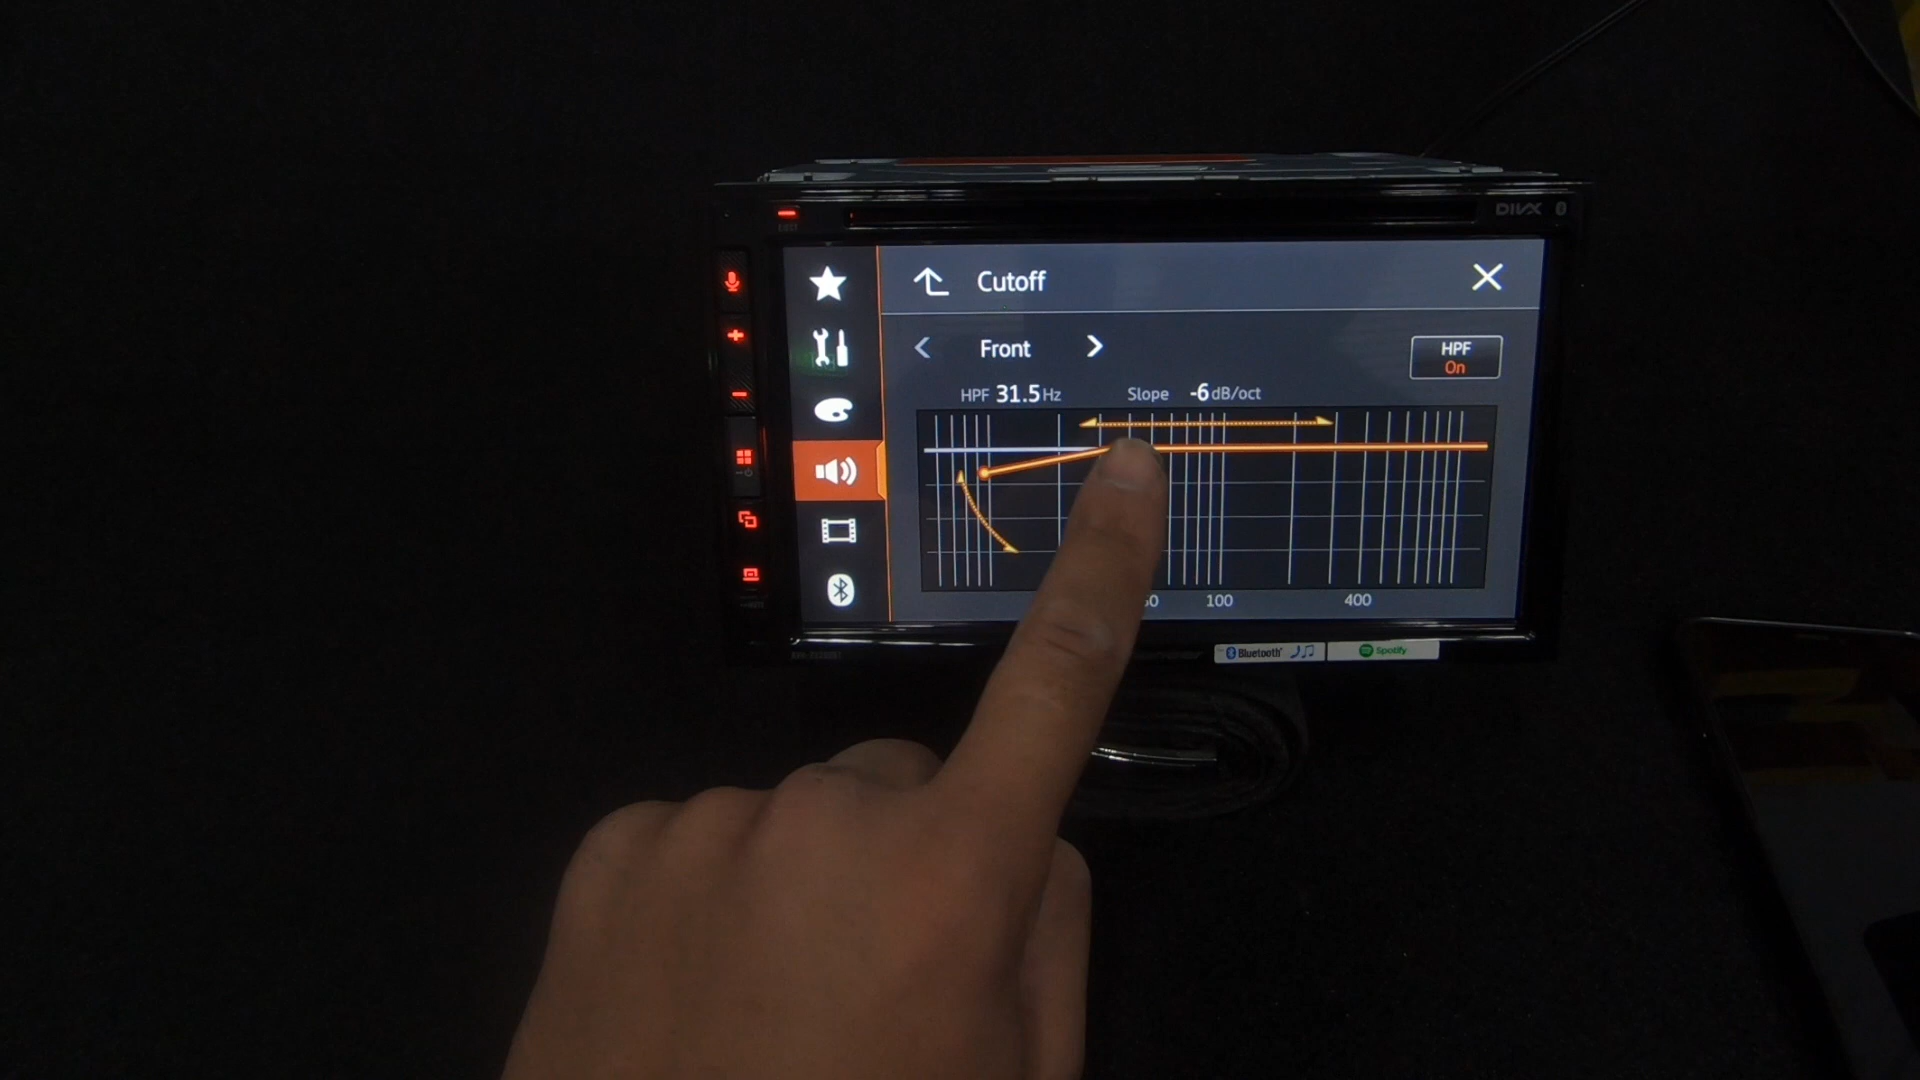 DIVX
Cutoff
Front
HPF
On
HPF 31.5Hz
Slope -6dB/oct
100
400
Bluetooth
Spotify